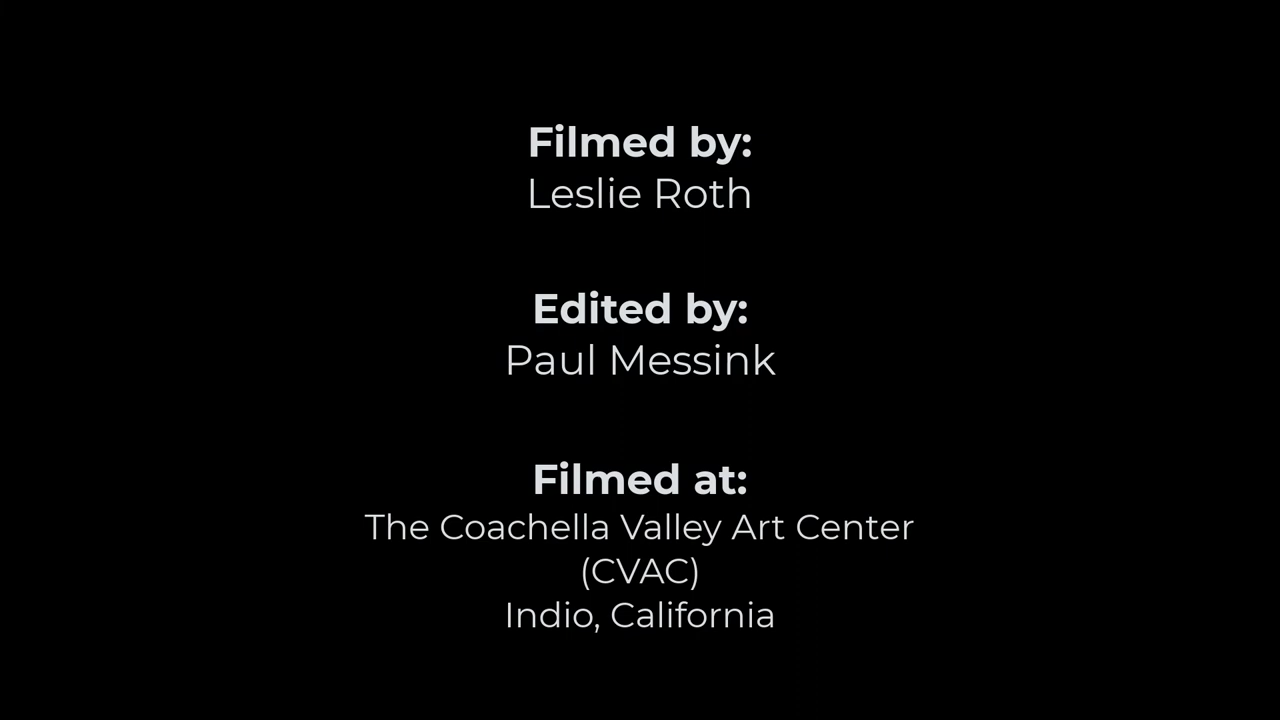 Filmed by:
Leslie Roth
Edited by:
Paul Messink
Filmed at:
The Coachella Valley Art Center
(CVAC)
Indio, California